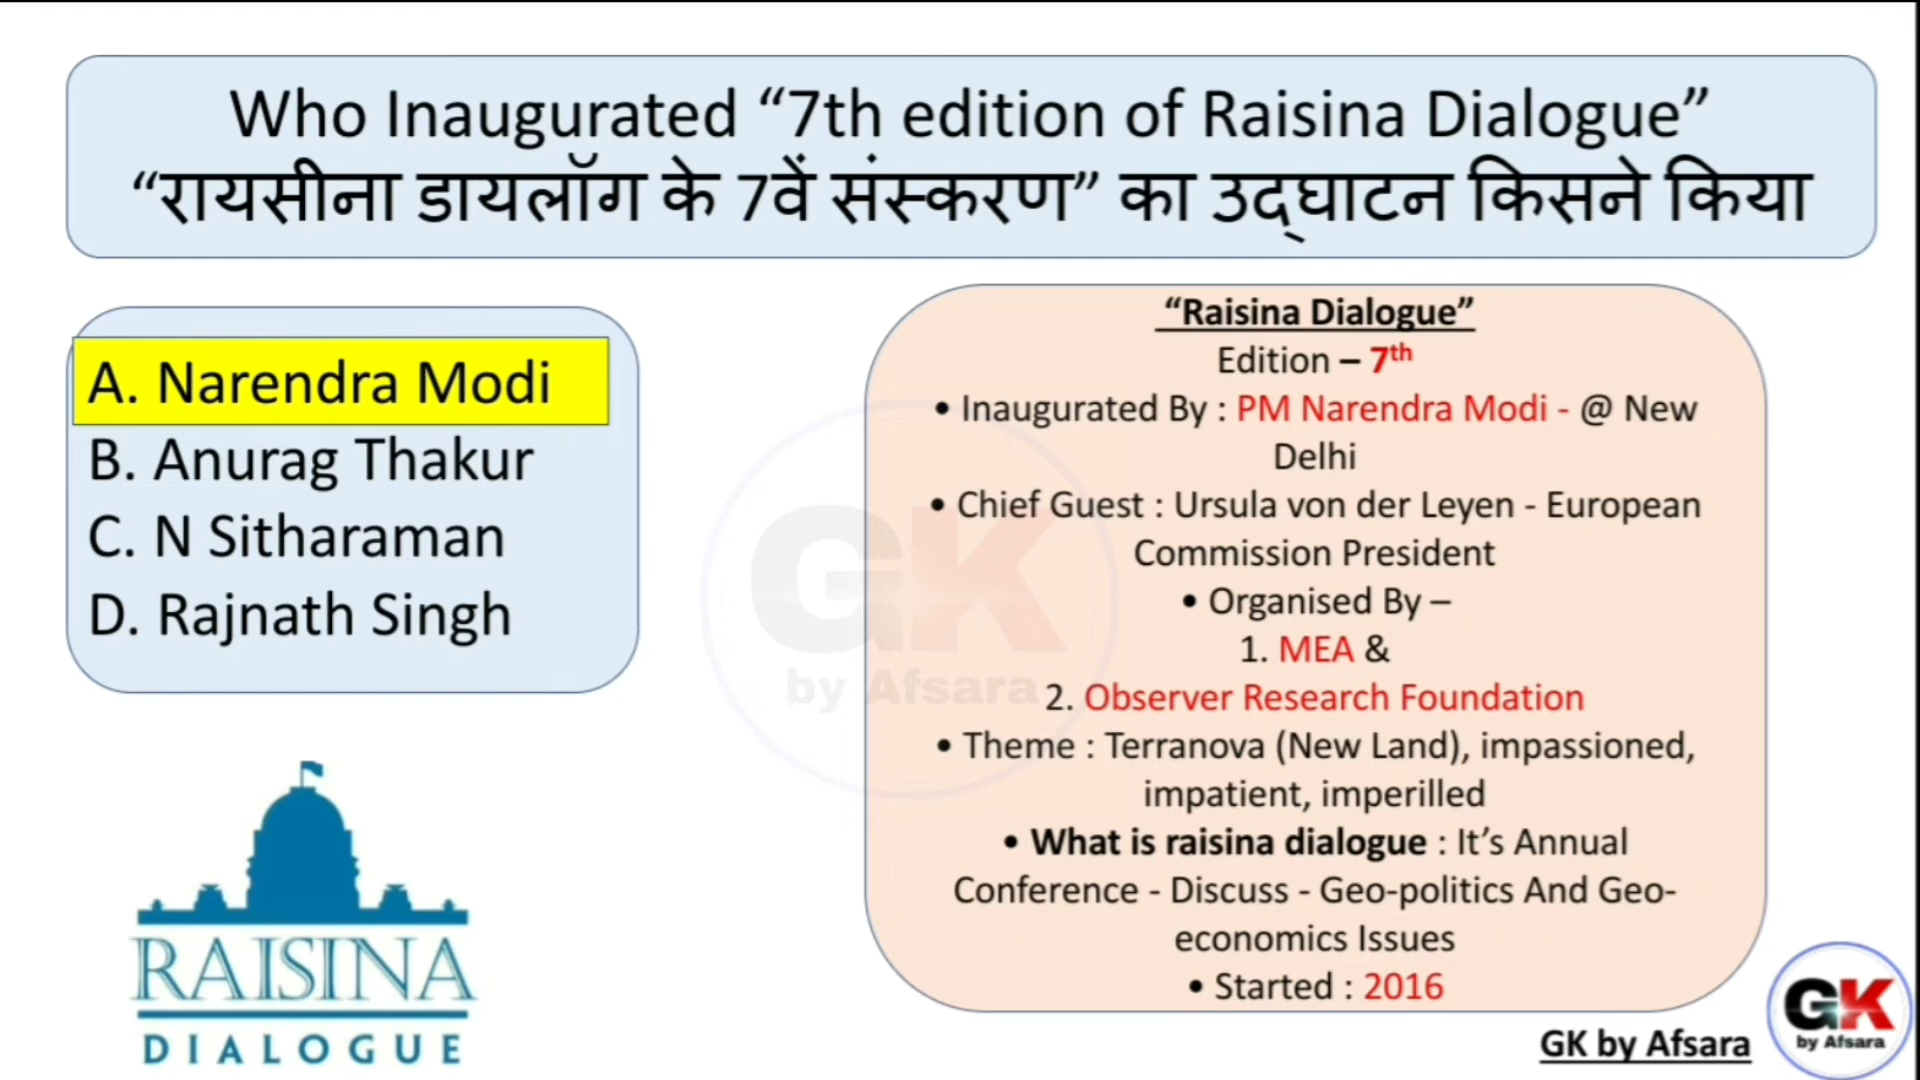 Who Inaugurated “7th edition of Raisina Dialogue”
“रायसीना डायलॉग के 7वें संस्करण” का उद्घाटन किसने किया
A. Narendra Modi
B. Anurag Thakur
C. N Sitharaman
D. Rajnath Singh
“Raisina Dialogue”
Edition – 7th
• Inaugurated By : PM Narendra Modi - @ New
Delhi
• Chief Guest : Ursula von der Leyen - European
Commission President
• Organised By –
1. MEA &
2. Observer Research Foundation
• Theme : Terranova (New Land), impassioned,
impatient, imperilled
• What is raisina dialogue : It’s Annual
Conference - Discuss - Geo-politics And Geo-
economics Issues
• Started : 2016
GK
by Afsara
RAISINA
DIALOGUE
GK by Afsara
GK
by Afsara